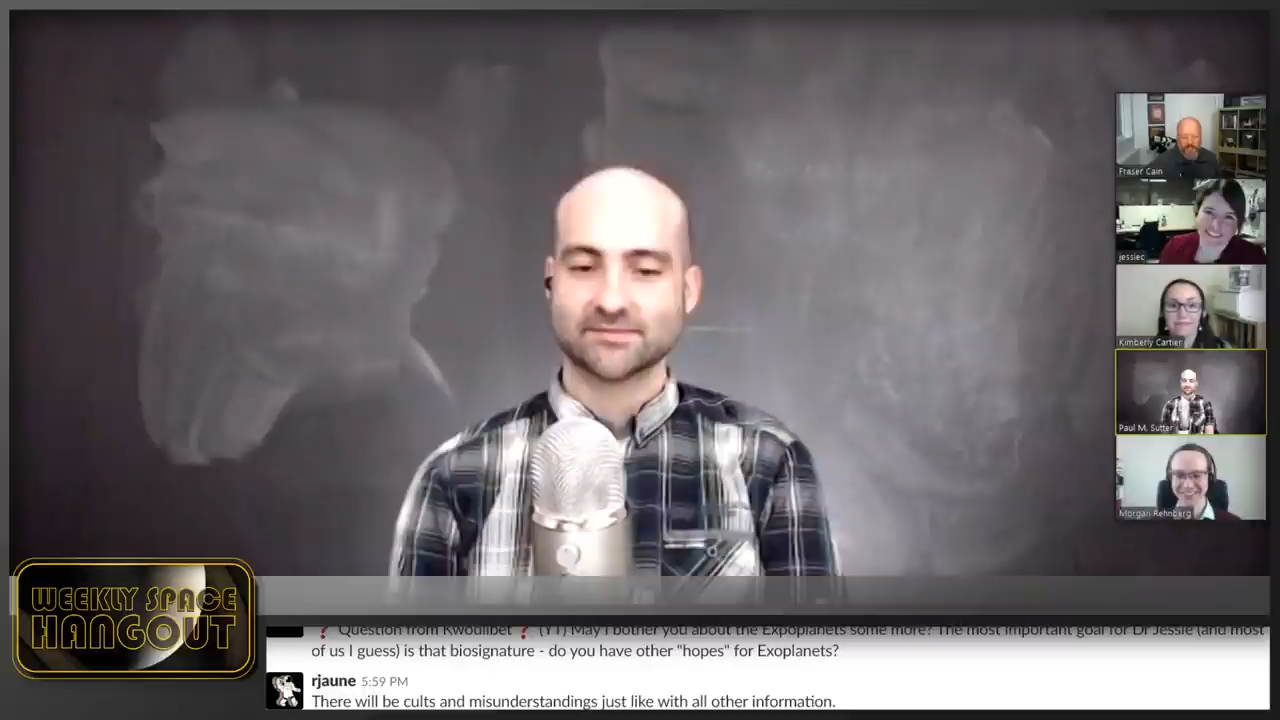 Fraser Cain
jessiec
Kimberly Cartier
Paul M. Sutter
Morgan Rehnberg
WEEKLY SPACE
HANGOUT
❓ Question from Kwollibet ❓ (YT) May I bother you about the Expoplanets some more? The most important goal for Dr Jessie (and most
of us I guess) is that biosignature - do you have other "hopes" for Exoplanets?
rjaune 5:59 PM
There will be cults and misunderstandings just like with all other information.